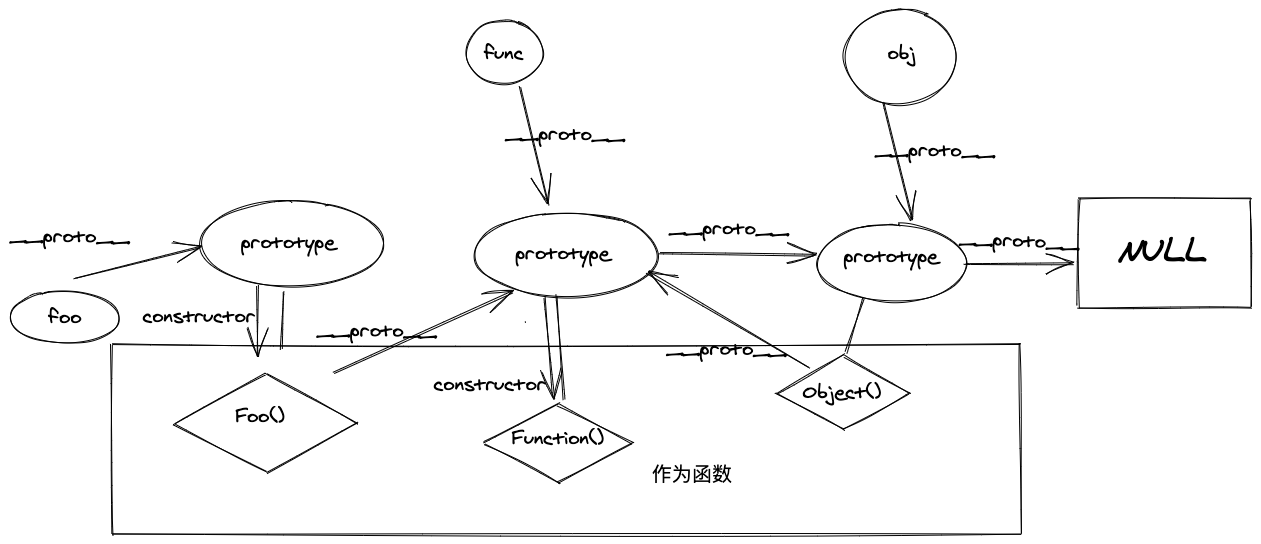 func
obj
__proto__
__proto__
__proto__
prototype
prototype
__proto__
prototype
__proto__
NULL
foo
constructor
__proto__
__proto__
constructor
Foo()
Function()
Object()
作为函数